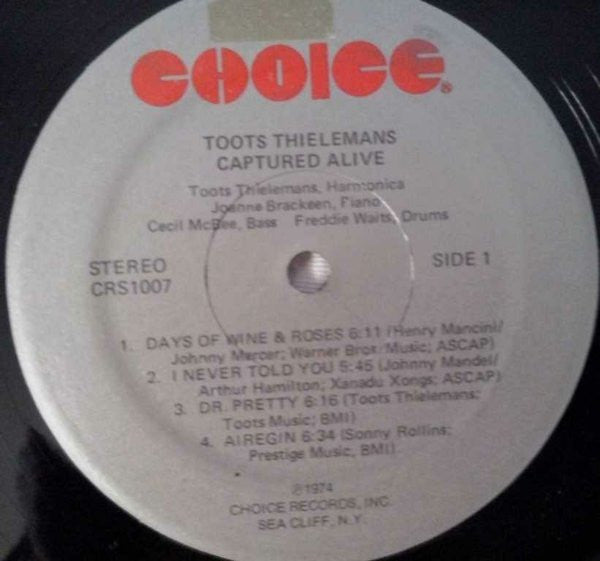 CHOICE®
TOOTS THIELEMANS
CAPTURED ALIVE
Toots Thielemans, Harmonica
Joanne Brackeen, Piano
Cecil McBee, Bass Freddie Waits, Drums
STEREO
CRS1007
SIDE 1
1. DAYS OF WINE & ROSES 6:11 (Henry Mancini/
Johnny Mercer; Warner Bros. Music; ASCAP)
2. I NEVER TOLD YOU 5:45 (Johnny Mandel/
Arthur Hamilton; Xanadu Xongs; ASCAP)
3. DR. PRETTY 6:16 (Toots Thielemans;
Toots Music; BMI)
4. AIREGIN 6:34 (Sonny Rollins;
Prestige Music, BMI)
℗1974
CHOICE RECORDS, INC.
SEA CLIFF, N.Y.